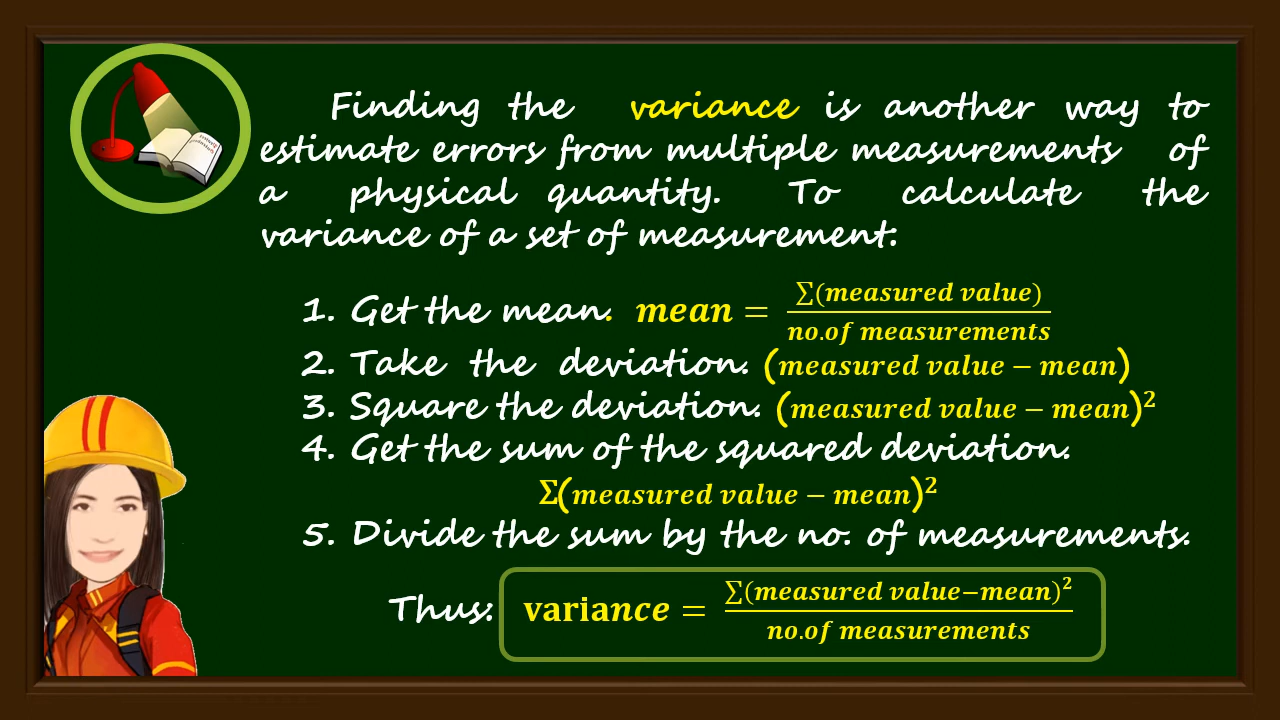 Finding the variance is another way to
estimate errors from multiple measurements of
a physical quantity. To calculate the
variance of a set of measurement:
1. Get the mean. mean = ∑(measured value) / no.of measurements
2. Take the deviation. (measured value − mean)
3. Square the deviation. (measured value − mean)²
4. Get the sum of the squared deviation.
Σ(measured value − mean)²
5. Divide the sum by the no. of measurements.
Thus: variance = ∑(measured value−mean)² / no.of measurements